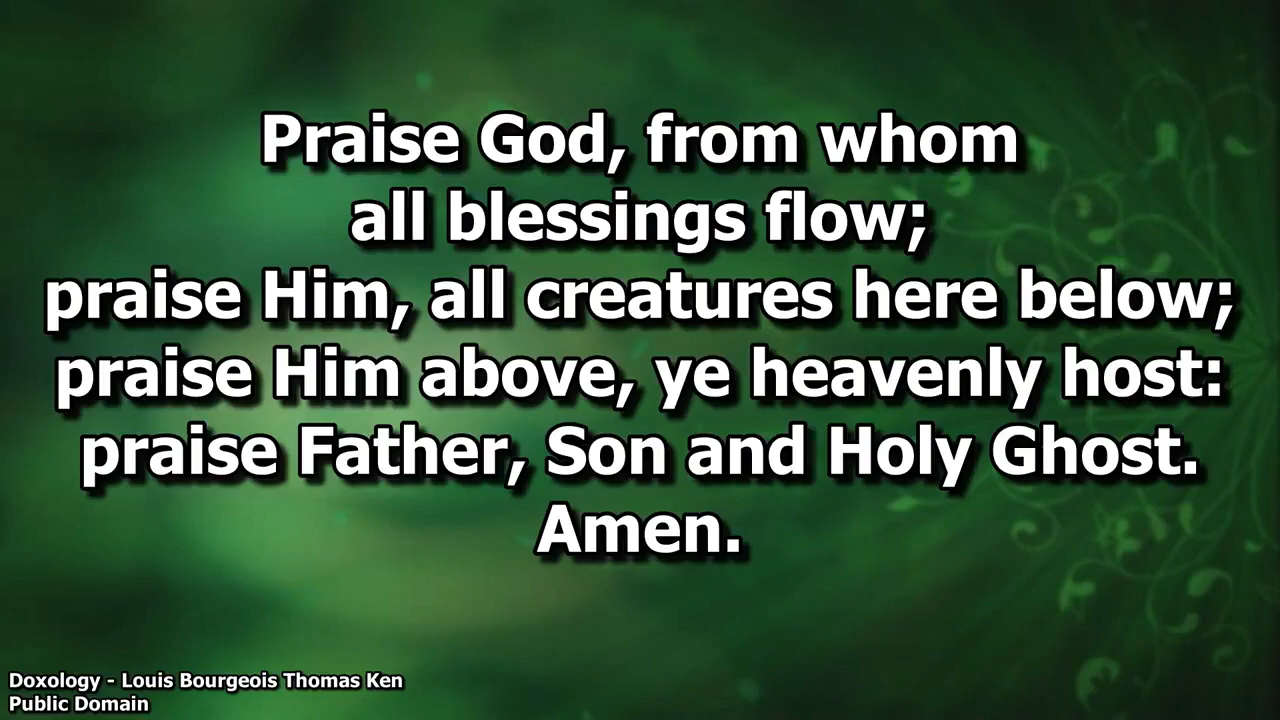 Praise God, from whom
all blessings flow;
praise Him, all creatures here below;
praise Him above, ye heavenly host:
praise Father, Son and Holy Ghost.
Amen.
Doxology - Louis Bourgeois Thomas Ken
Public Domain